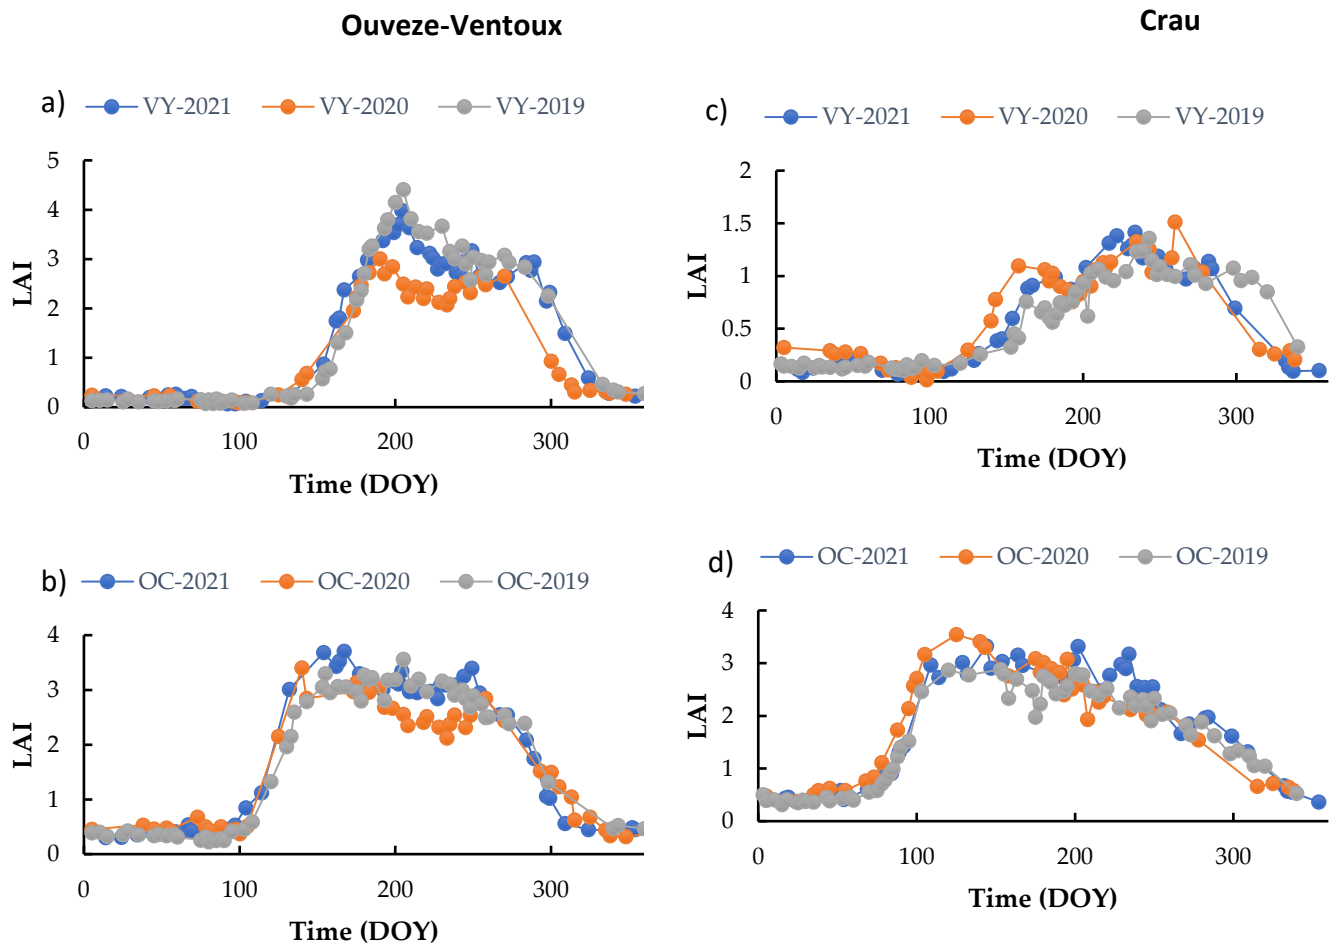 Ouveze-Ventoux
Crau
a)
VY-2021 VY-2020 VY-2019
5
4
3
2
1
0
LAI
0 100 200 300
Time (DOY)
c)
VY-2021 VY-2020 VY-2019
2
1.5
1
0.5
0
LAI
0 100 200 300
Time (DOY)
b)
OC-2021 OC-2020 OC-2019
4
3
2
1
0
LAI
0 100 200 300
Time (DOY)
d)
OC-2021 OC-2020 OC-2019
4
3
2
1
0
LAI
0 100 200 300
Time (DOY)